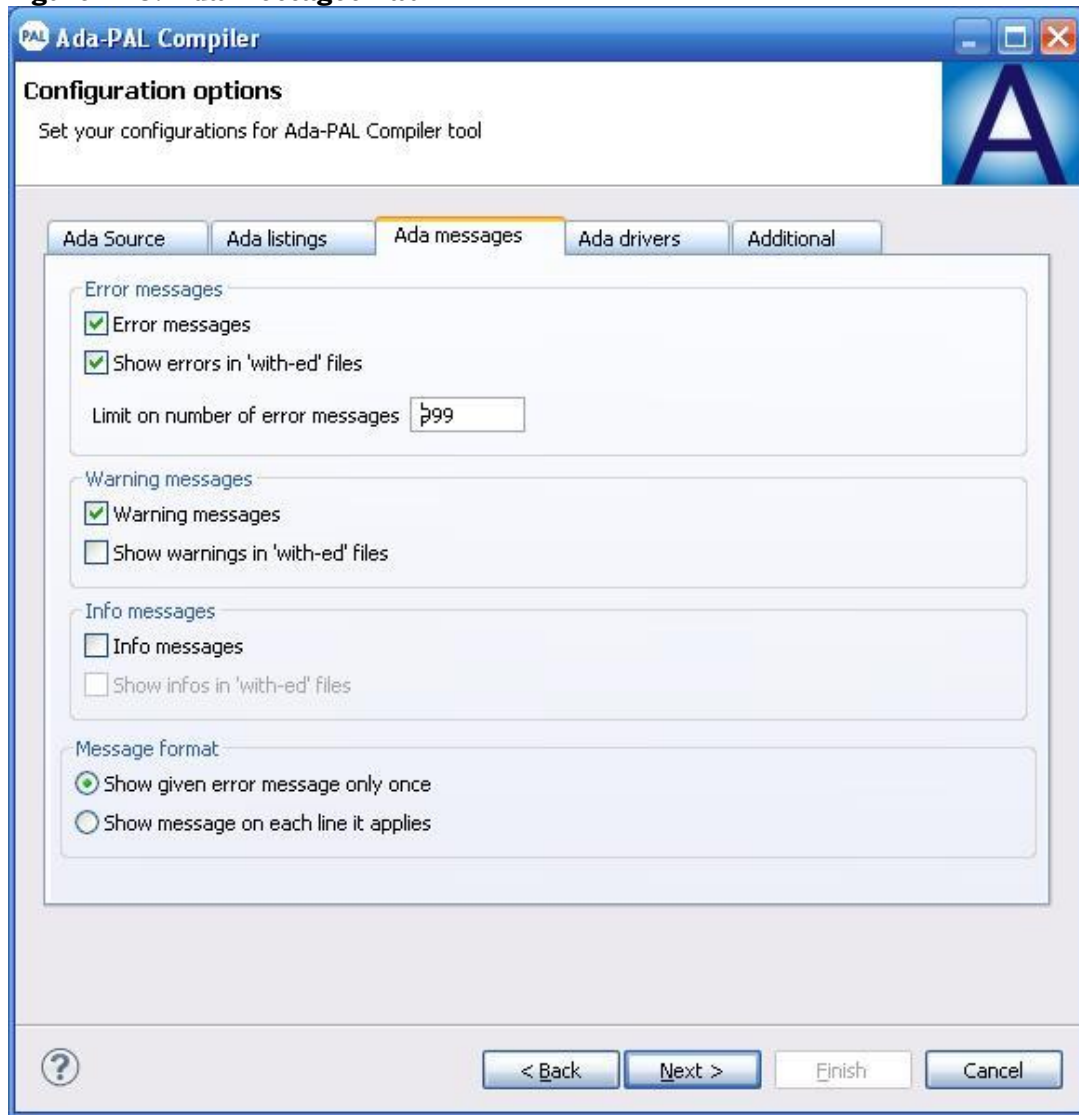 PAL Ada-PAL Compiler
Configuration options
Set your configurations for Ada-PAL Compiler tool
A
Ada Source Ada listings Ada messages Ada drivers Additional
Error messages
Error messages
Show errors in 'with-ed' files
Limit on number of error messages
Warning messages
Warning messages
Show warnings in 'with-ed' files
Info messages
Info messages
Show infos in 'with-ed' files
Message format
Show given error message only once
Show message on each line it applies
? < Back Next > Finish Cancel